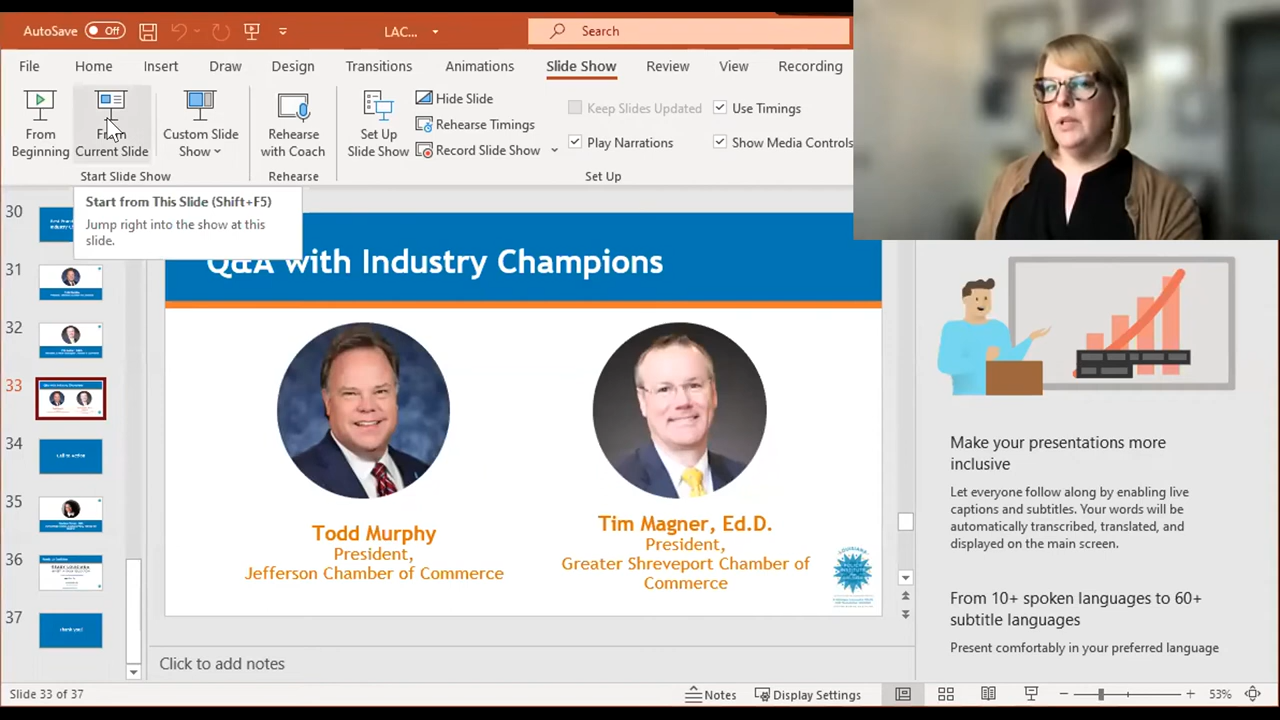 AutoSave Off
LAC...
Search
File Home Insert Draw Design Transitions Animations Slide Show Review View Recording
From Beginning
From Current Slide
Custom Slide Show
Rehearse with Coach
Set Up Slide Show
Hide Slide
Rehearse Timings
Record Slide Show
Keep Slides Updated
Play Narrations
Use Timings
Show Media Controls
Start Slide Show
Rehearse
Set Up
Start from This Slide (Shift+F5)
Jump right into the show at this
slide.
30
31
32
33
34
35
36
37
Thank you!
Q&A with Industry Champions
Todd Murphy
President,
Jefferson Chamber of Commerce
Tim Magner, Ed.D.
President,
Greater Shreveport Chamber of
Commerce
LOUISIANA
POLICY
INSTITUTE
Make your presentations more
inclusive
Let everyone follow along by enabling live
captions and subtitles. Your words will be
automatically transcribed, translated, and
displayed on the main screen.
From 10+ spoken languages to 60+
subtitle languages
Present comfortably in your preferred language
Click to add notes
Slide 33 of 37
Notes
Display Settings
53%